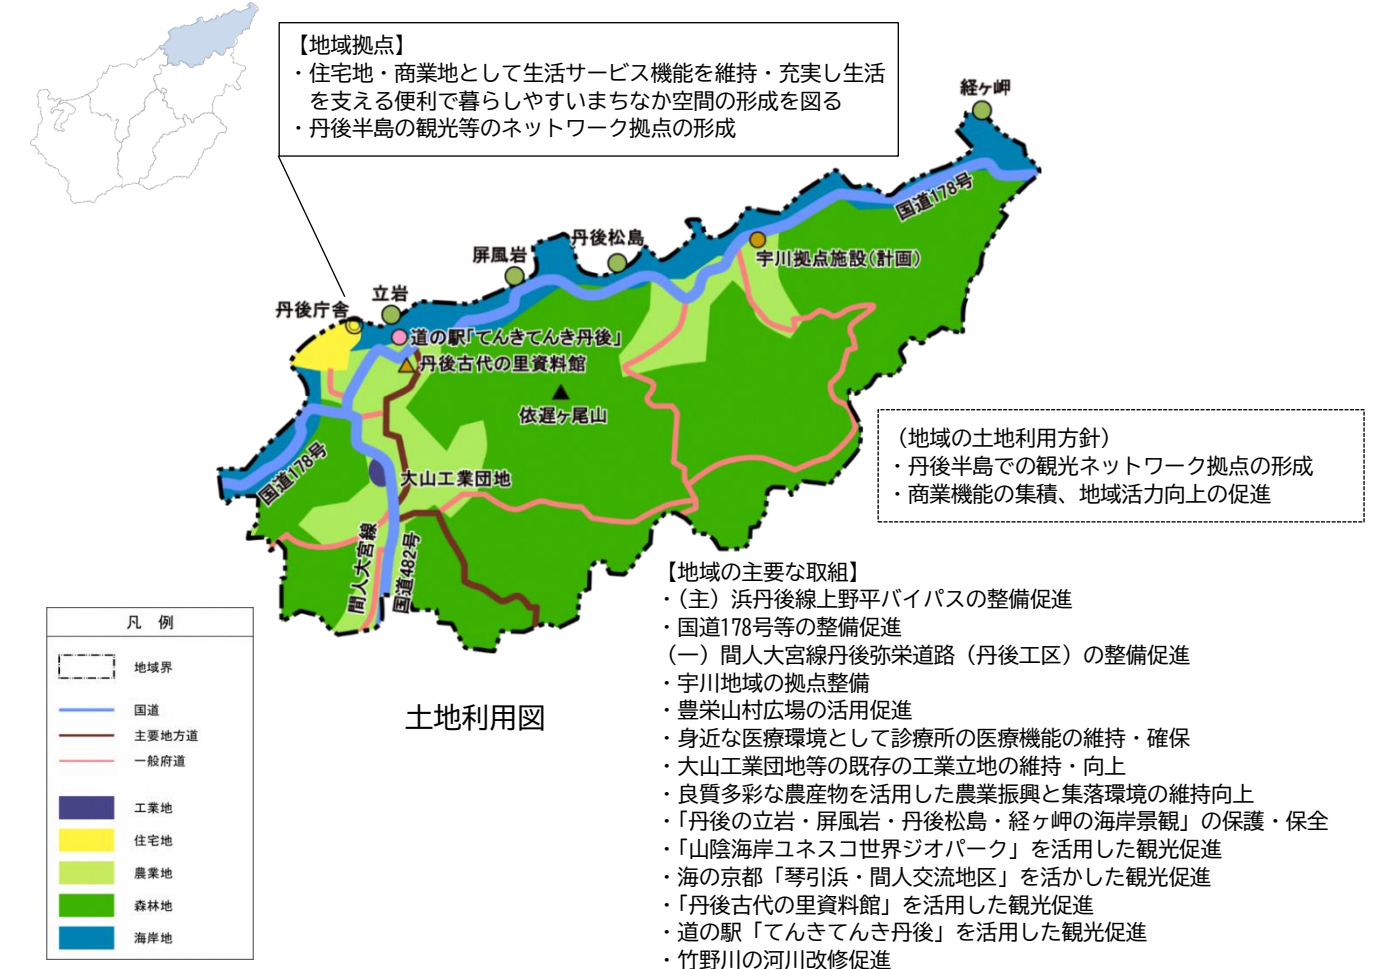 【地域拠点】
・住宅地・商業地として生活サービス機能を維持・充実し生活
を支える便利で暮らしやすいまちなか空間の形成を図る
・丹後半島の観光等のネットワーク拠点の形成
経ヶ岬
国道178号
丹後松島
屏風岩
宇川拠点施設(計画)
立岩
丹後庁舎
道の駅「てんきてんき丹後」
丹後古代の里資料館
依遅ヶ尾山
国道178号
大山工業団地
間人大宮線
国道482号
(地域の土地利用方針)
・丹後半島での観光ネットワーク拠点の形成
・商業機能の集積、地域活力向上の促進
凡 例
地域界
国道
主要地方道
一般府道
工業地
住宅地
農業地
森林地
海岸地
土地利用図
【地域の主要な取組】
・(主)浜丹後線上野平バイパスの整備促進
・国道178号等の整備促進
(一)間人大宮線丹後弥栄道路(丹後工区)の整備促進
・宇川地域の拠点整備
・豊栄山村広場の活用促進
・身近な医療環境として診療所の医療機能の維持・確保
・大山工業団地等の既存の工業立地の維持・向上
・良質多彩な農産物を活用した農業振興と集落環境の維持向上
・「丹後の立岩・屏風岩・丹後松島・経ヶ岬の海岸景観」の保護・保全
・「山陰海岸ユネスコ世界ジオパーク」を活用した観光促進
・海の京都「琴引浜・間人交流地区」を活かした観光促進
・「丹後古代の里資料館」を活用した観光促進
・道の駅「てんきてんき丹後」を活用した観光促進
・竹野川の河川改修促進